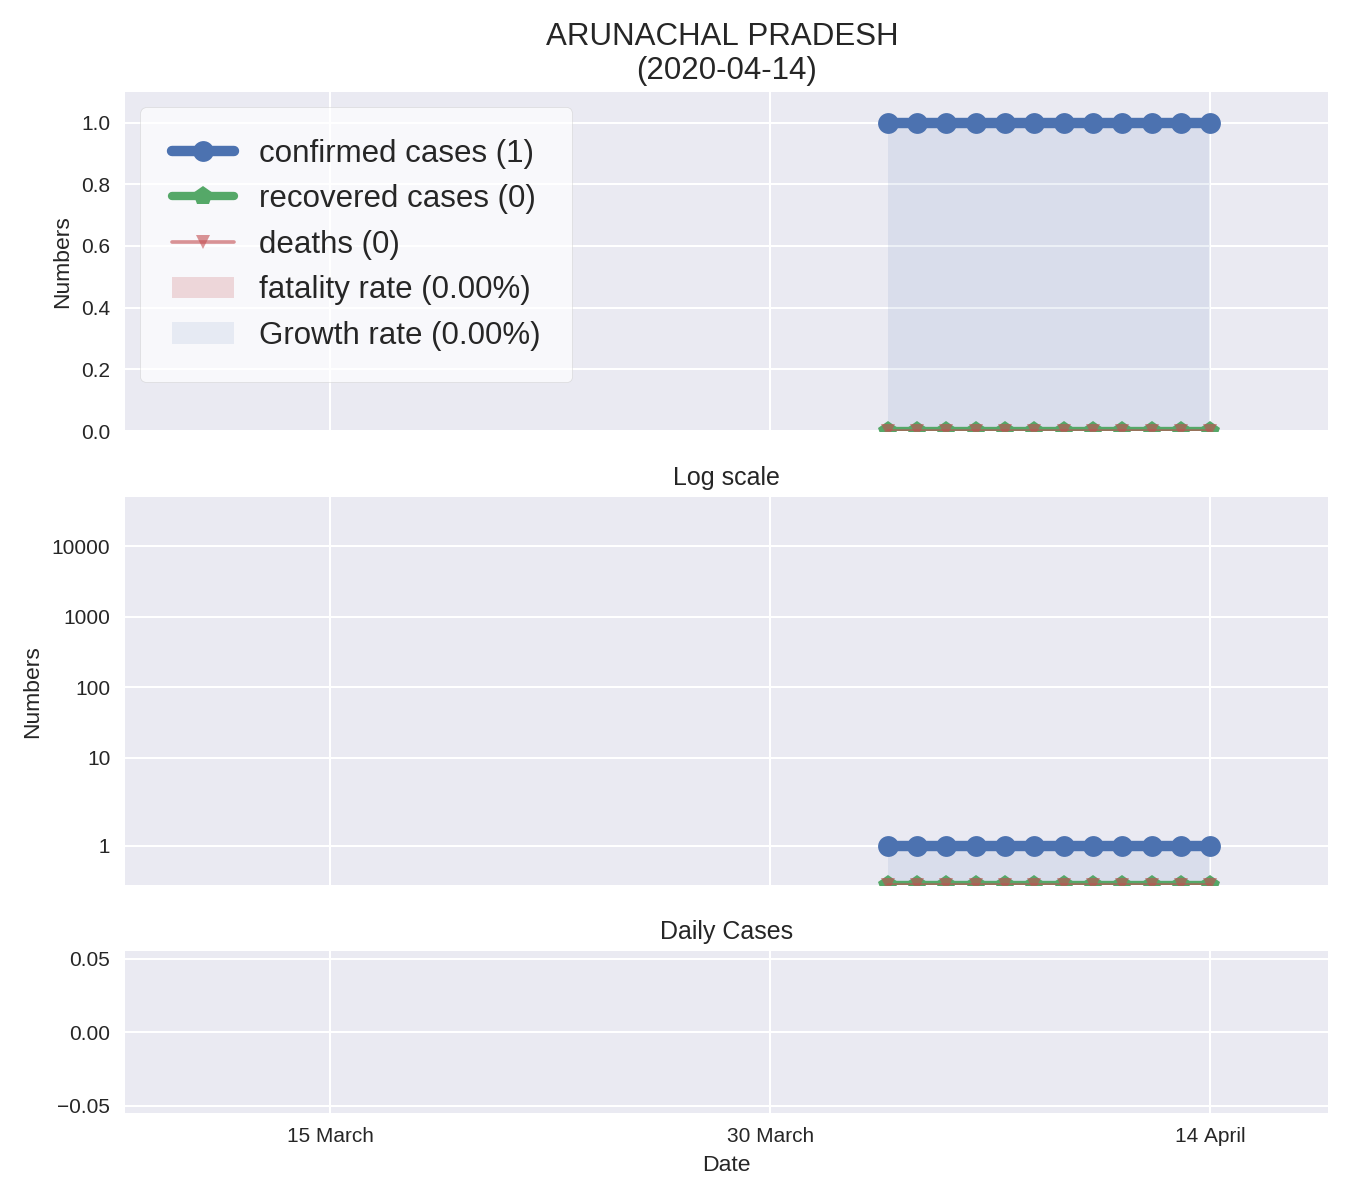 ARUNACHAL PRADESH
(2020-04-14)
1.0
0.8
0.6
0.4
0.2
0.0
Numbers
confirmed cases (1)
recovered cases (0)
deaths (0)
fatality rate (0.00%)
Growth rate (0.00%)
Log scale
10000
1000
100
10
1
Numbers
Daily Cases
0.05
0.00
−0.05
15 March
30 March
14 April
Date